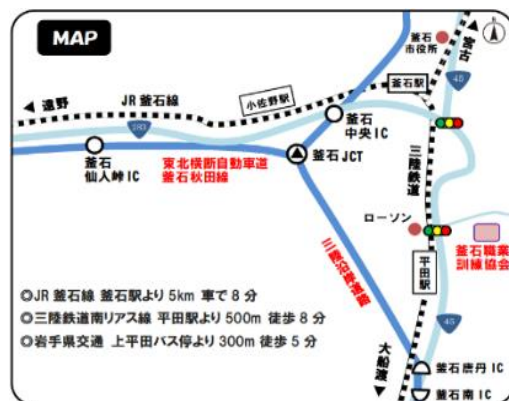 MAP
釜石
市役所
宮古
45
釜石駅
遠野
JR 釜石線
小佐野駅
283
釜石
中央IC
釜石
仙人峠IC
東北横断自動車道
釜石秋田線
釜石 JCT
三陸鉄道
ローソン
釜石職業
訓練協会
平田駅
三陸沿岸道路
◎JR 釜石線 釜石駅より 5km 車で 8 分
◎三陸鉄道南リアス線 平田駅より 500m 徒歩 8 分
◎岩手県交通 上平田バス停より 300m 徒歩 5 分
45
大船渡
釜石唐丹 IC
釜石南 IC